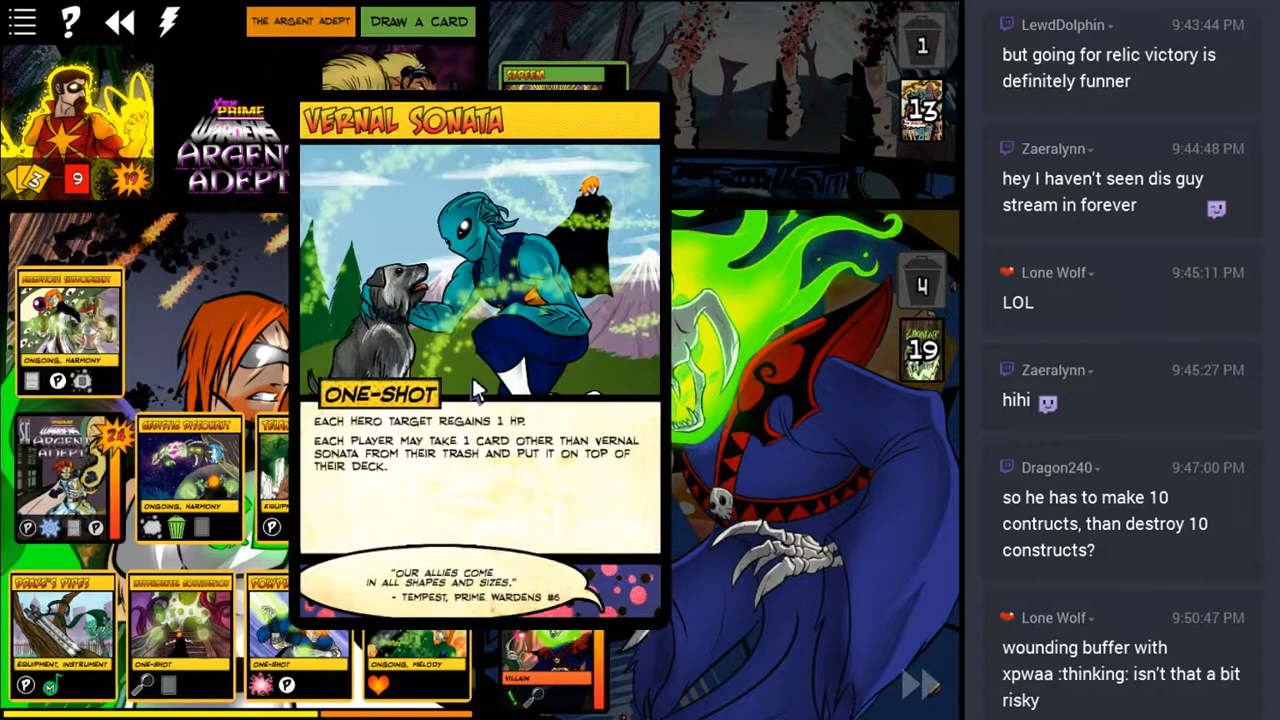 THE ARGENT ADEPT
DRAW A CARD
1
13
3
9
19
XTREME
PRIME
WARDENS
ARGENT
ADEPT
VERNAL SONATA
ONE-SHOT
EACH HERO TARGET REGAINS 1 HP.
EACH PLAYER MAY TAKE 1 CARD OTHER THAN VERNAL
SONATA FROM THEIR TRASH AND PUT IT ON TOP OF
THEIR DECK.
"OUR ALLIES COME
IN ALL SHAPES AND SIZES."
- TEMPEST, PRIME WARDENS #6
ONGOING, HARMONY
24
ONGOING, HARMONY
DRAKE'S PIPES
EQUIPMENT, INSTRUMENT
ONE-SHOT
ONE-SHOT
ONGOING, MELODY
VILLAIN
4
19
LewdDolphin 9:43:44 PM
but going for relic victory is
definitely funner
Zaeralynn 9:44:48 PM
hey I haven't seen dis guy
stream in forever
Lone Wolf 9:45:11 PM
LOL
Zaeralynn 9:45:27 PM
hihi
Dragon240 9:47:00 PM
so he has to make 10
contructs, than destroy 10
constructs?
Lone Wolf 9:50:47 PM
wounding buffer with
xpwaa :thinking: isn't that a bit
risky